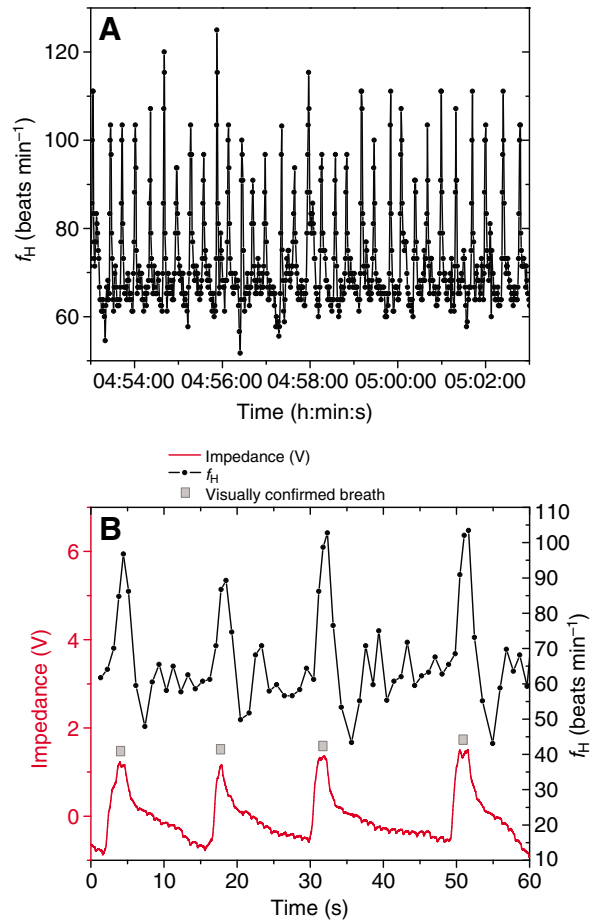 A
120
100
80
60
fH (beats min–1)
04:54:00 04:56:00 04:58:00 05:00:00 05:02:00
Time (h:min:s)
Impedance (V)
fH
Visually confirmed breath
B
6
4
2
0
Impedance (V)
110
100
90
80
70
60
50
40
30
20
10
fH (beats min–1)
0 10 20 30 40 50 60
Time (s)